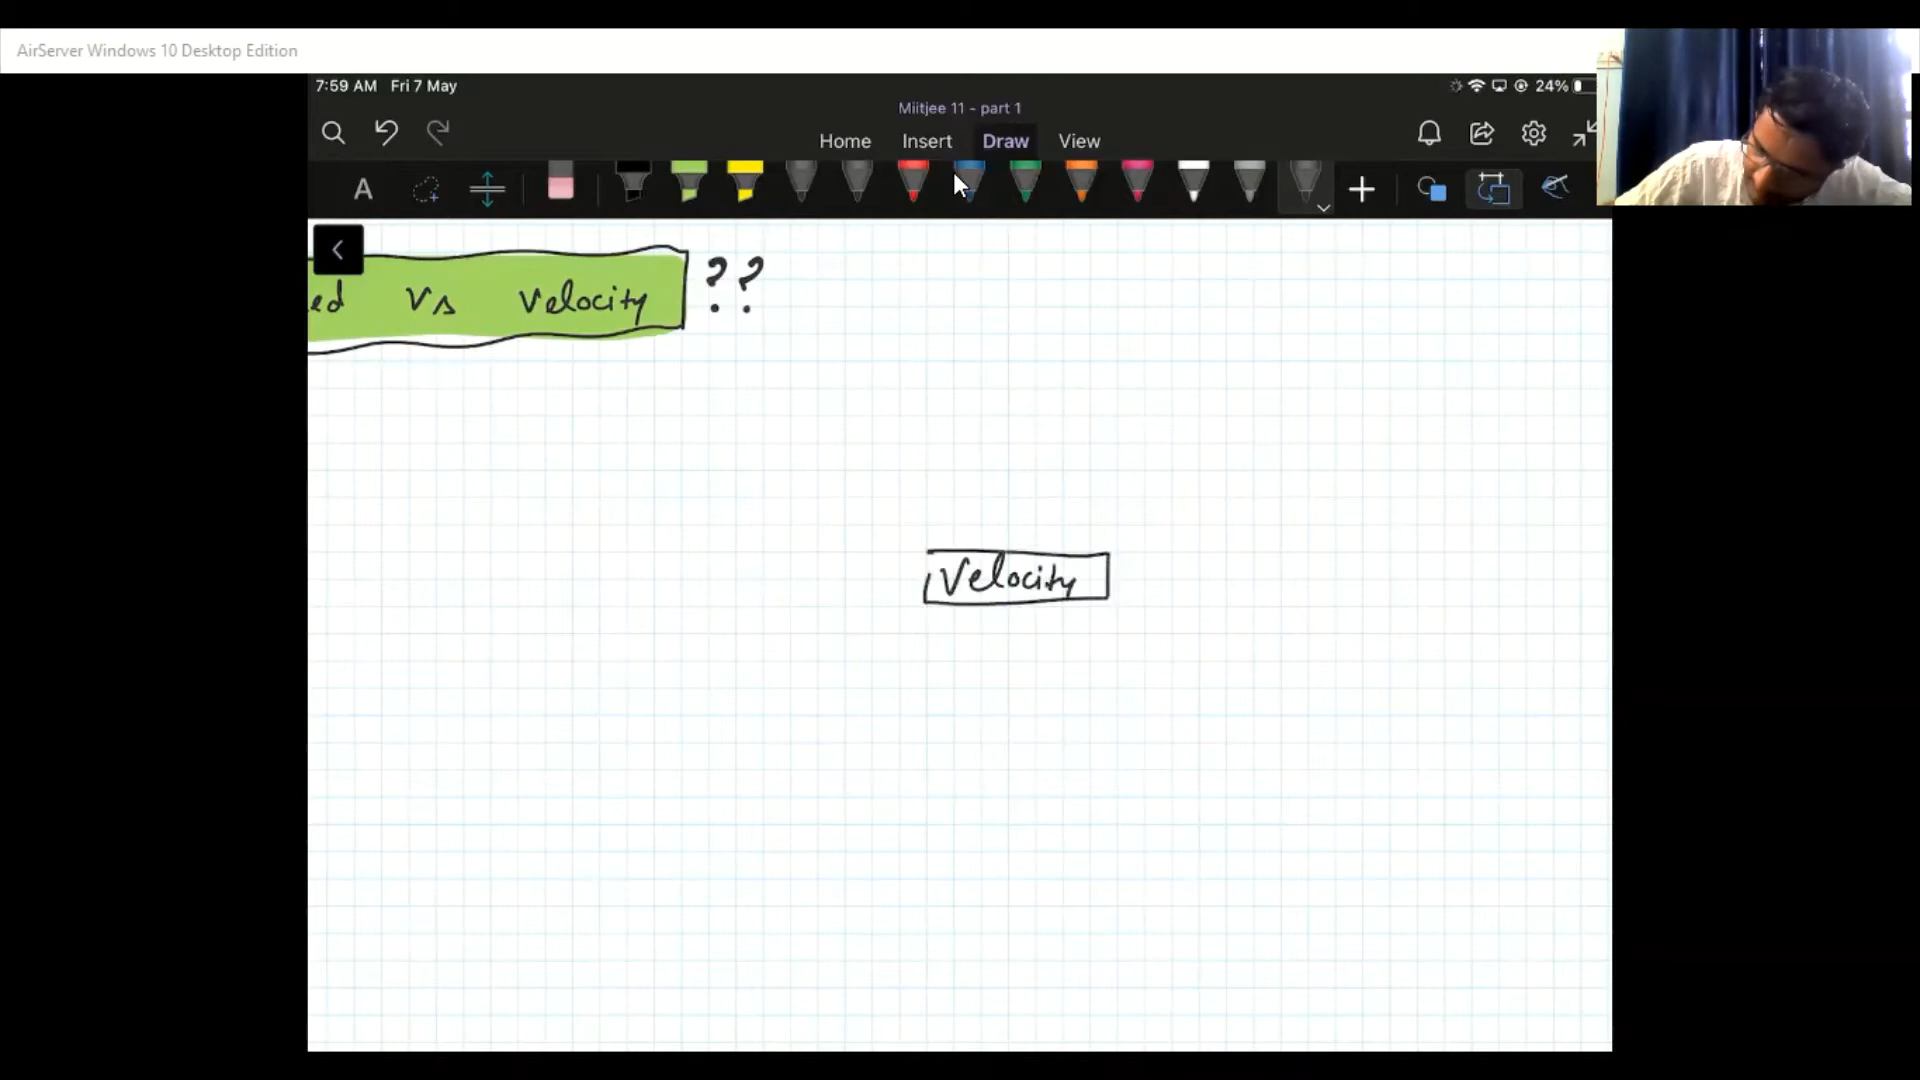 AirServer Windows 10 Desktop Edition
7:59 AM Fri 7 May
24%
Miitjee 11 - part 1
Home Insert Draw View
A
ed Vs Velocity ??
Velocity